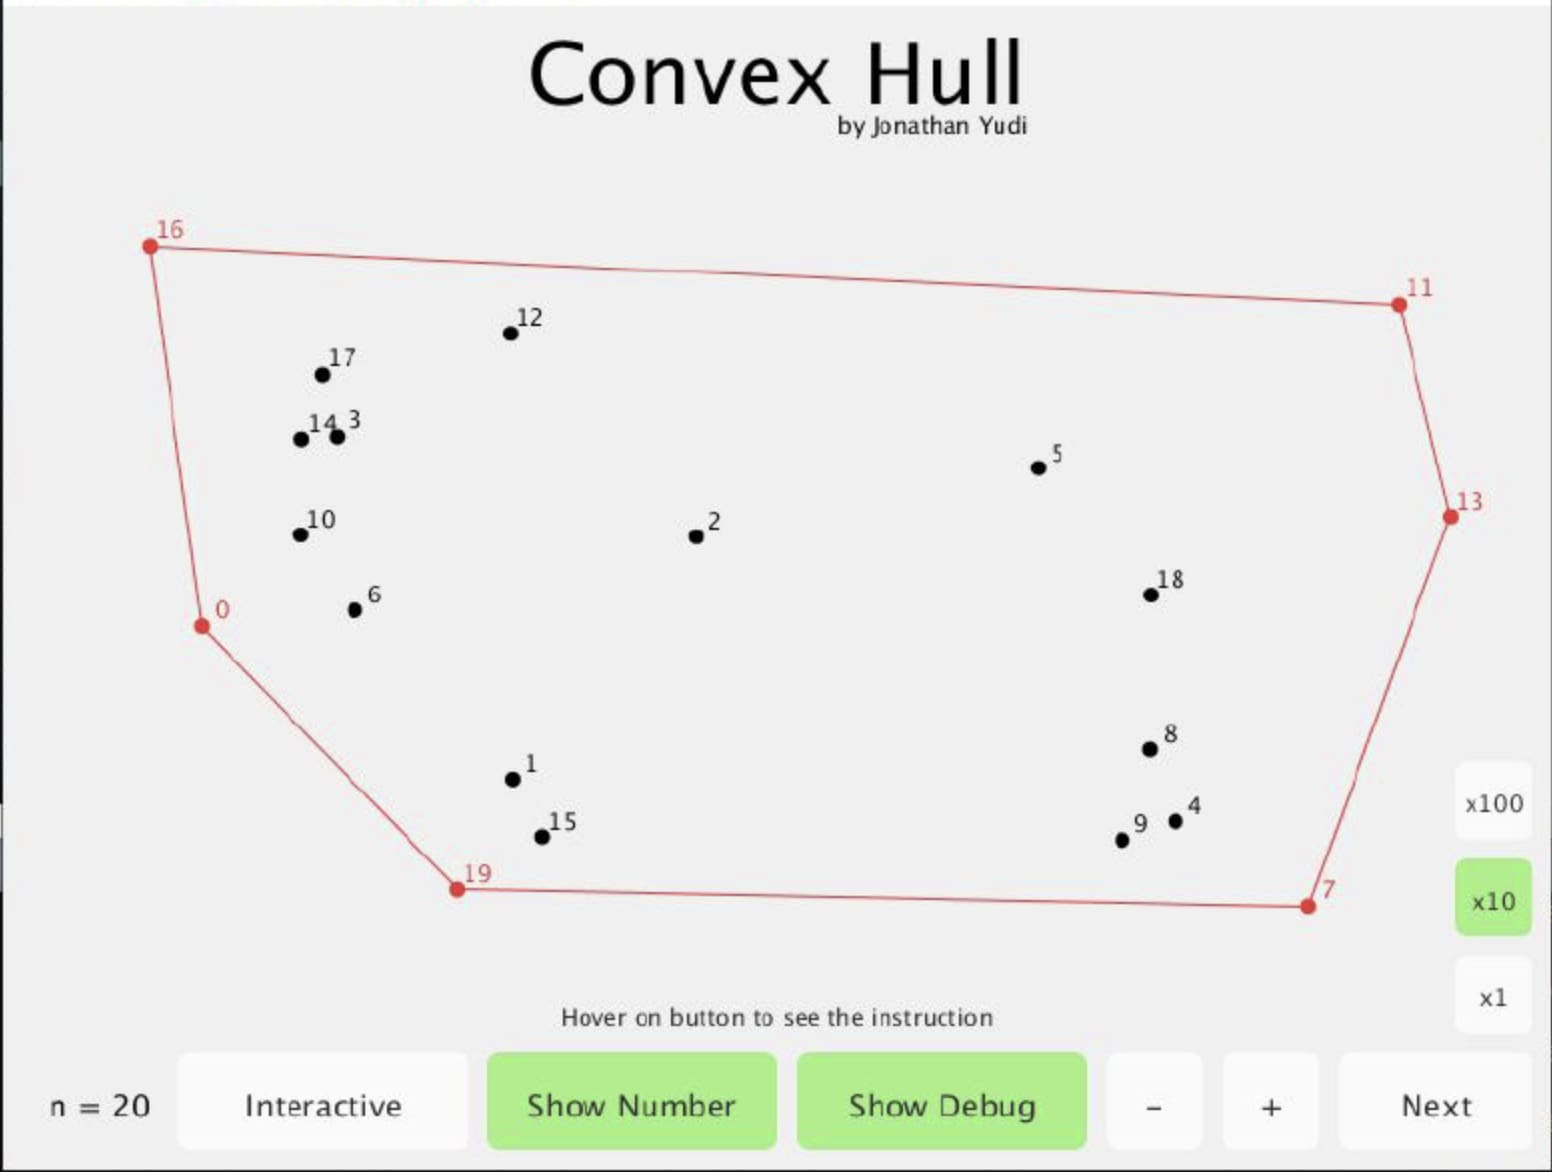 Convex Hull
by Jonathan Yudi
16
11
12
17
14 3
5
13
10
2
18
6
0
8
1
x100
4
15
9
19
7
x10
x1
Hover on button to see the instruction
n = 20 Interactive Show Number Show Debug - + Next